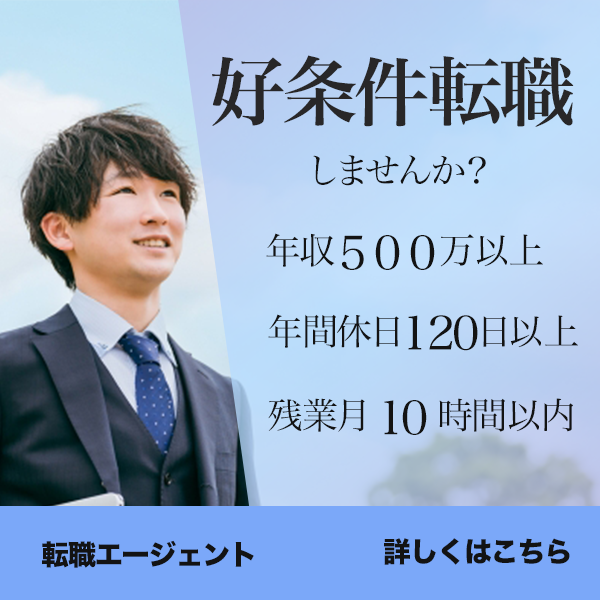 好条件転職
しませんか?
年収500万以上
年間休日120日以上
残業月10時間以内
転職エージェント
詳しくはこちら